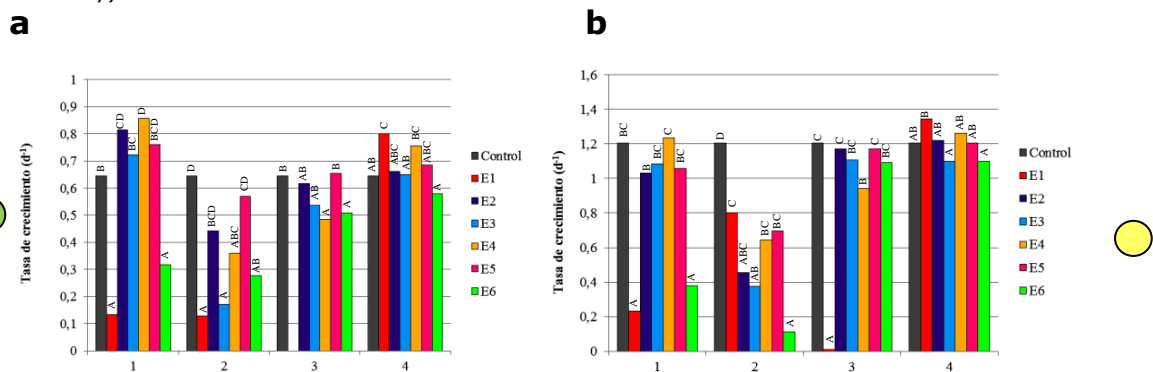 a
b
Tasa de crecimiento (d⁻¹)
1
0,9
0,8
0,7
0,6
0,5
0,4
0,3
0,2
0,1
0
B
A
CD
BC
D
BCD
A
D
A
BCD
A
ABC
CD
AB
B
AB
AB
A
B
A
AB
C
ABC
AB
BC
ABC
A
1
2
3
4
Control
E1
E2
E3
E4
E5
E6
Tasa de crecimiento (d⁻¹)
1,6
1,4
1,2
1
0,8
0,6
0,4
0,2
0
BC
A
B
BC
C
BC
A
D
C
ABC
AB
BC
BC
A
C
A
C
BC
B
C
BC
AB
B
AB
A
AB
AB
A
1
2
3
4
Control
E1
E2
E3
E4
E5
E6